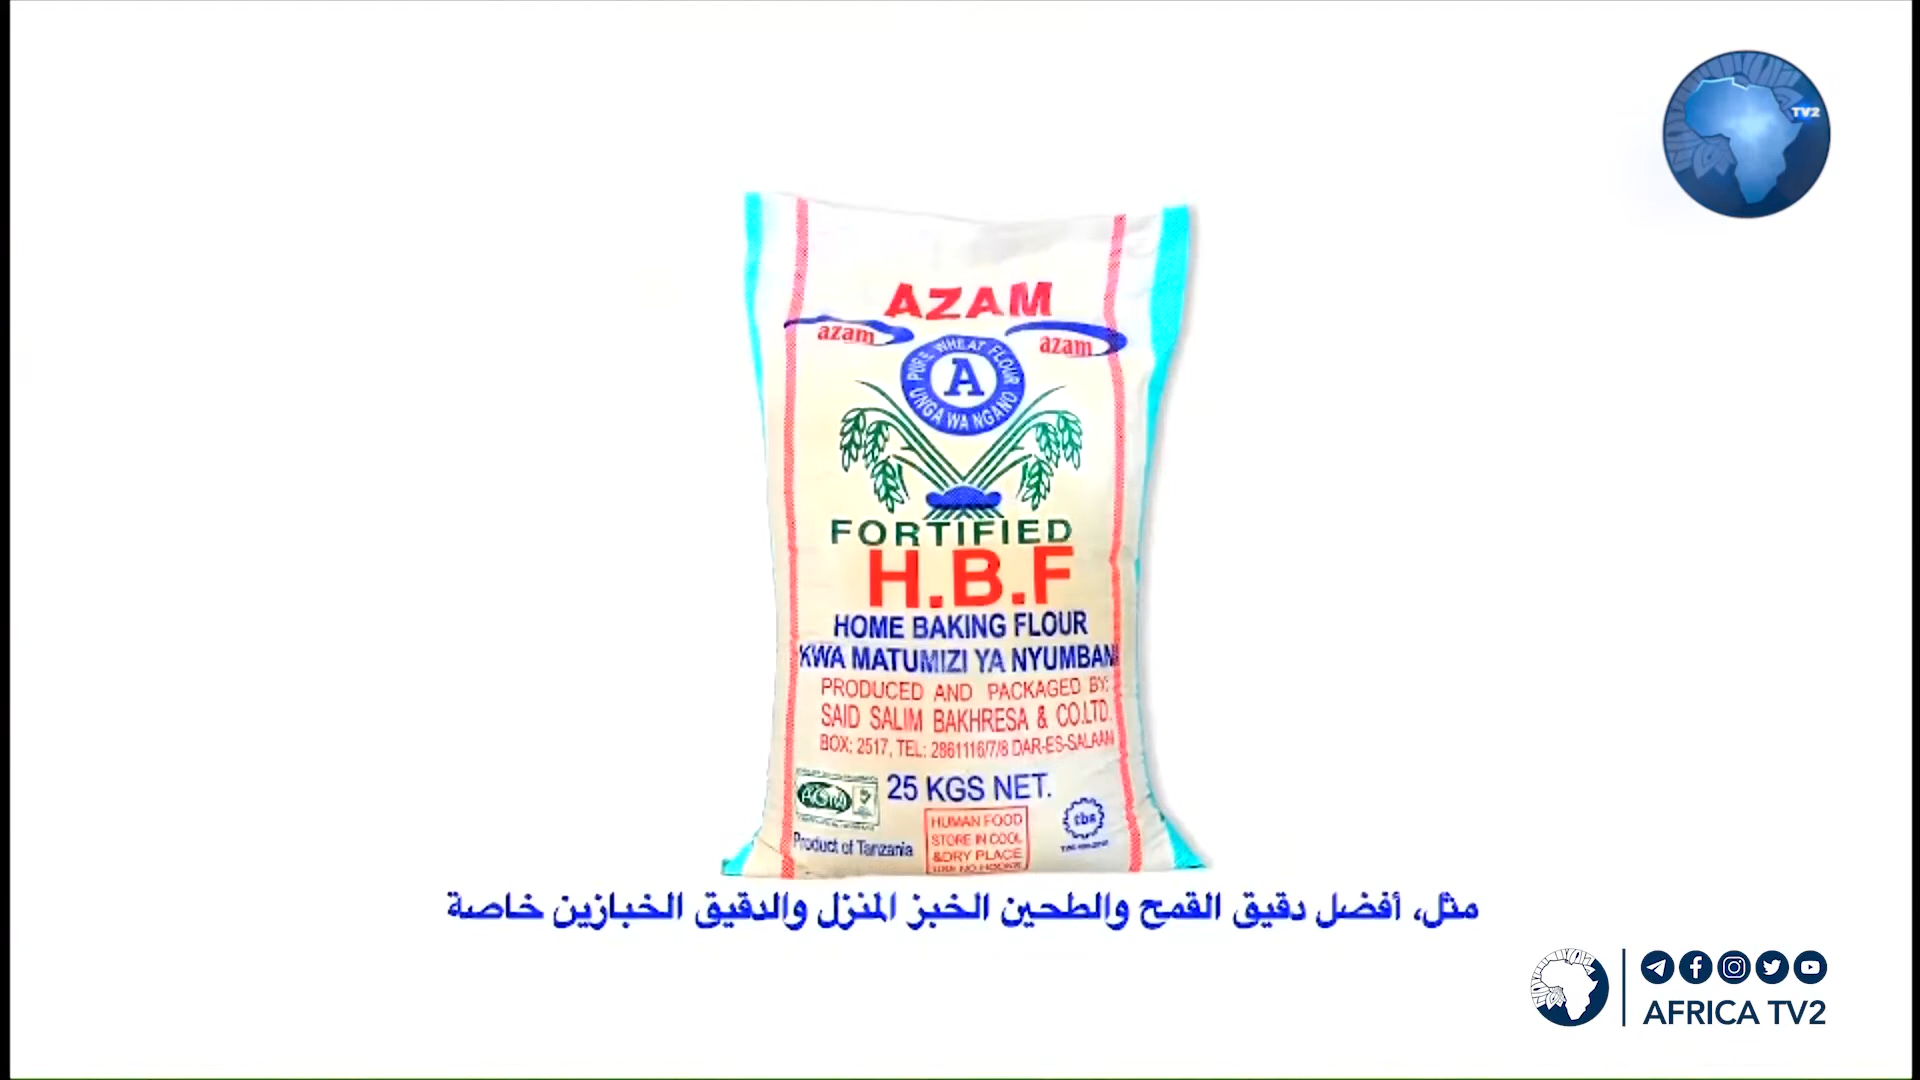 TV2
AZAM
azam
azam
PURE WHEAT FLOUR
A
UNGA WA NGANO
FORTIFIED
H.B.F
HOME BAKING FLOUR
KWA MATUMIZI YA NYUMBANI
PRODUCED AND PACKAGED BY:
SAID SALIM BAKHRESA & CO.LTD.
BOX: 2517, TEL: 2861116/7/8 DAR-ES-SALAAM
25 KGS NET.
HUMAN FOOD
STORE IN COOL
&DRY PLACE
USE NO HOOKS
tbs
Product of Tanzania
مثل، أفضل دقيق القمح والطحين الخبز المنزل والدقيق الخبازين خاصة
AFRICA TV2